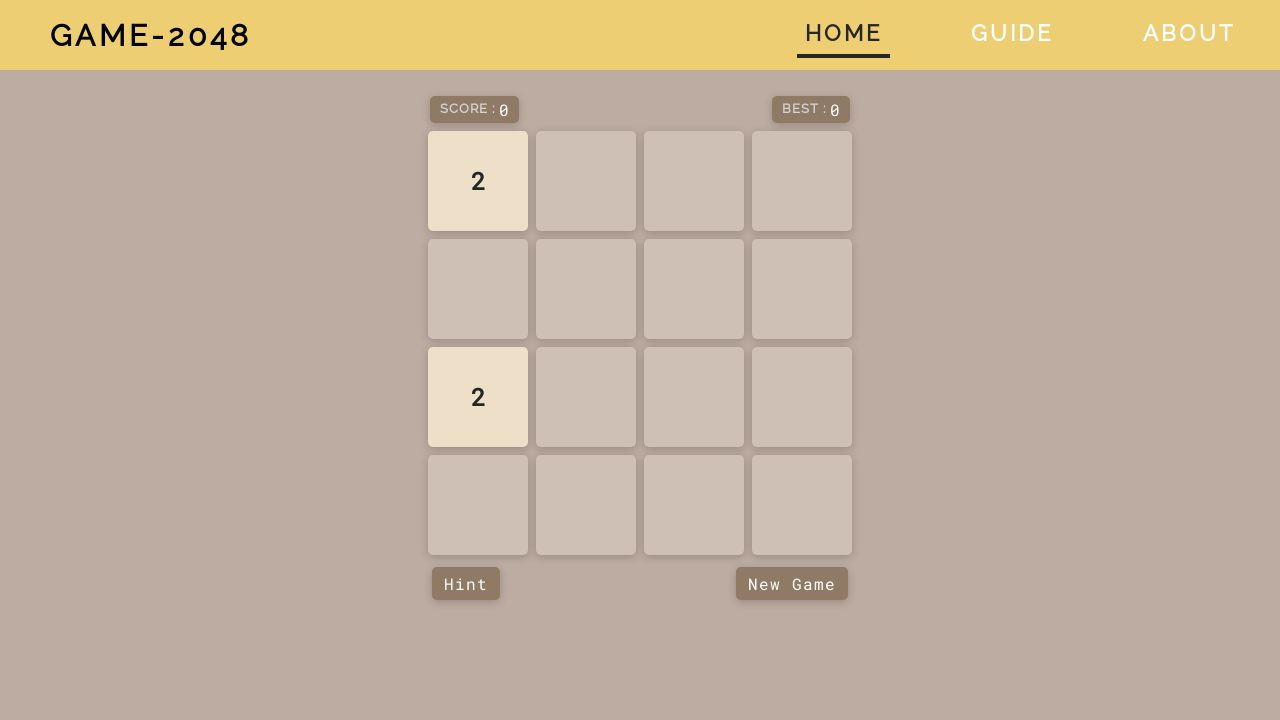 GAME-2048
HOME GUIDE ABOUT
SCORE : 0
BEST : 0
2
2
Hint
New Game